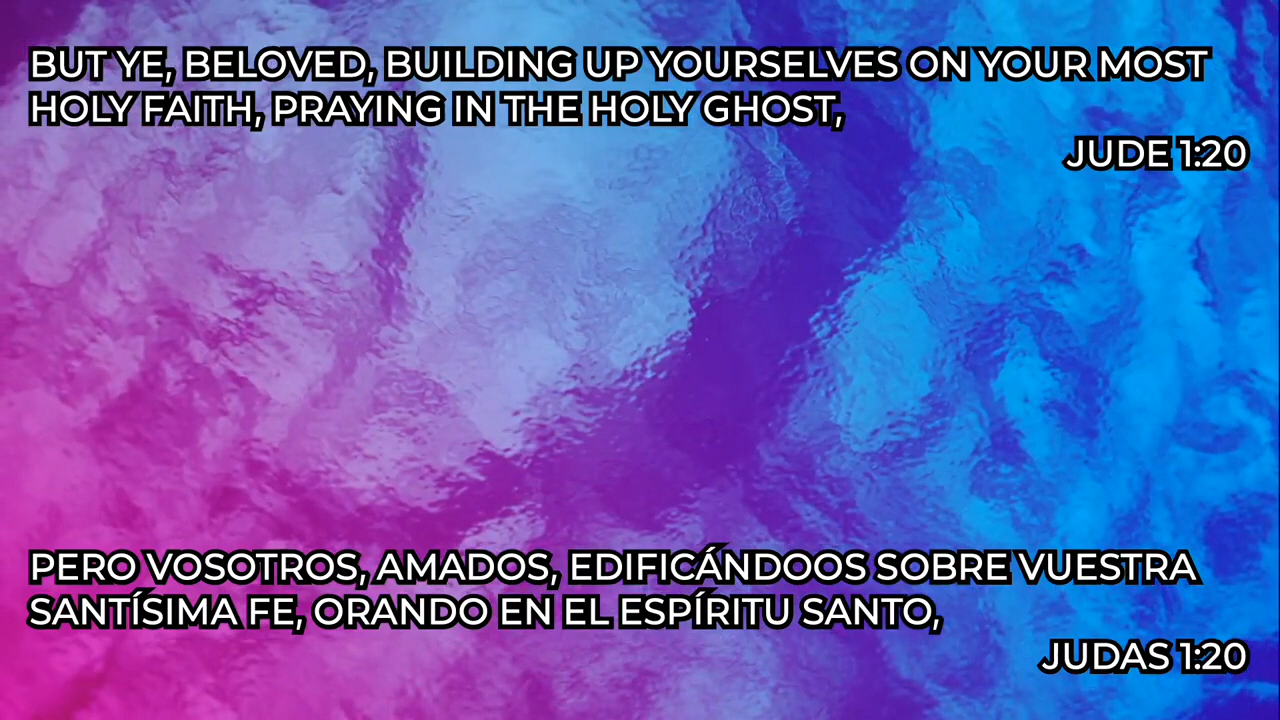 BUT YE, BELOVED, BUILDING UP YOURSELVES ON YOUR MOST
HOLY FAITH, PRAYING IN THE HOLY GHOST,
JUDE 1:20
PERO VOSOTROS, AMADOS, EDIFICÁNDOOS SOBRE VUESTRA
SANTÍSIMA FE, ORANDO EN EL ESPÍRITU SANTO,
JUDAS 1:20